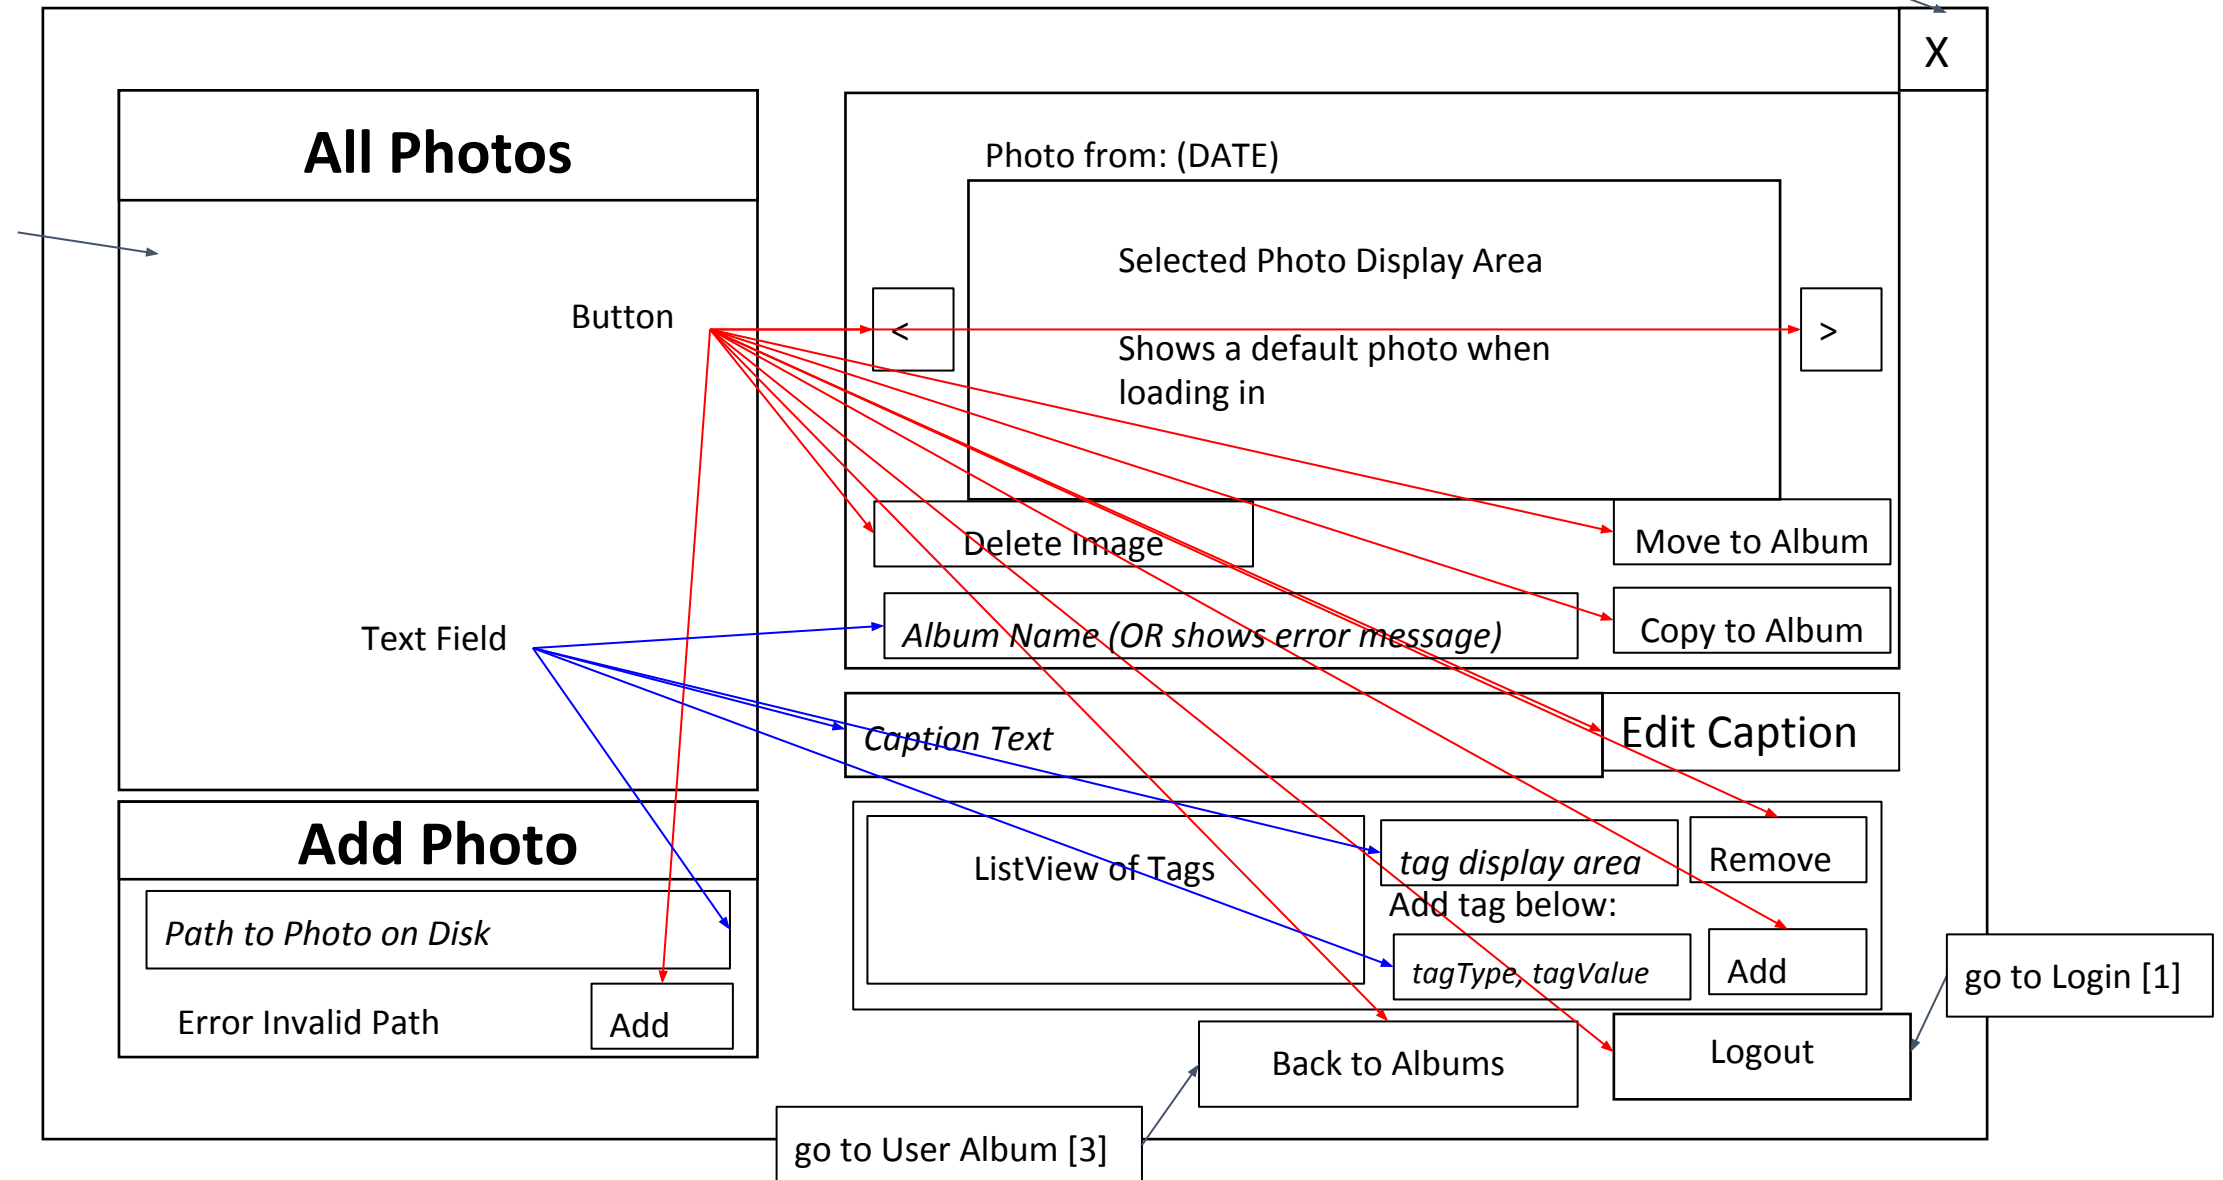 X
All Photos
Photo from: (DATE)
Selected Photo Display Area
Button
<
>
Shows a default photo when
loading in
Delete Image
Move to Album
Text Field
Album Name (OR shows error message)
Copy to Album
Caption Text
Edit Caption
Add Photo
ListView of Tags
tag display area
Remove
Add tag below:
Path to Photo on Disk
tagType, tagValue
Add
go to Login [1]
Error Invalid Path
Add
Back to Albums
Logout
go to User Album [3]